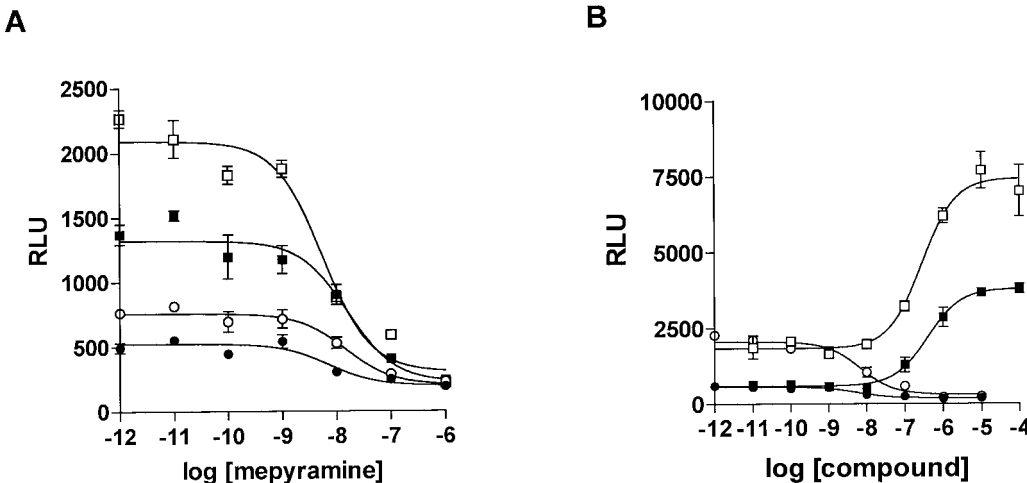 A
B
2500
2000
1500
1000
500
0
RLU
-12 -11 -10 -9 -8 -7 -6
log [mepyramine]
10000
7500
5000
2500
0
RLU
-12 -11 -10 -9 -8 -7 -6 -5 -4
log [compound]